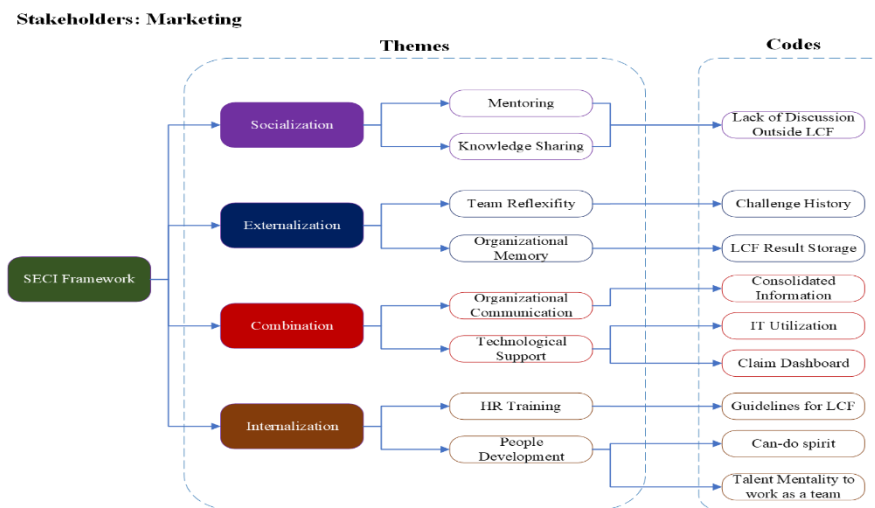 Stakeholders: Marketing
Themes
Codes
Socialization
Mentoring
Knowledge Sharing
Lack of Discussion
Outside LCF
Externalization
Team Reflexifity
Challenge History
Organizational
Memory
LCF Result Storage
SECI Framework
Combination
Organizational
Communication
Consolidated
Information
Technological
Support
IT Utilization
Claim Dashboard
Internalization
HR Training
Guidelines for LCF
People
Development
Can-do spirit
Talent Mentality to
work as a team